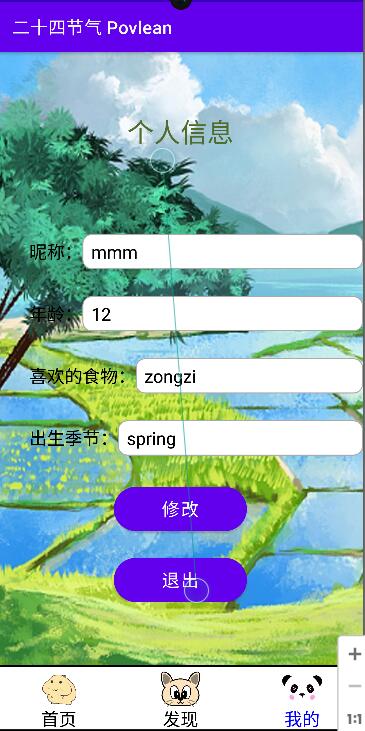 二十四节气 Povlean
个人信息
昵称： mmm
年龄： 12
喜欢的食物： zongzi
出生季节： spring
修改
退出
首页 发现 我的
1:1